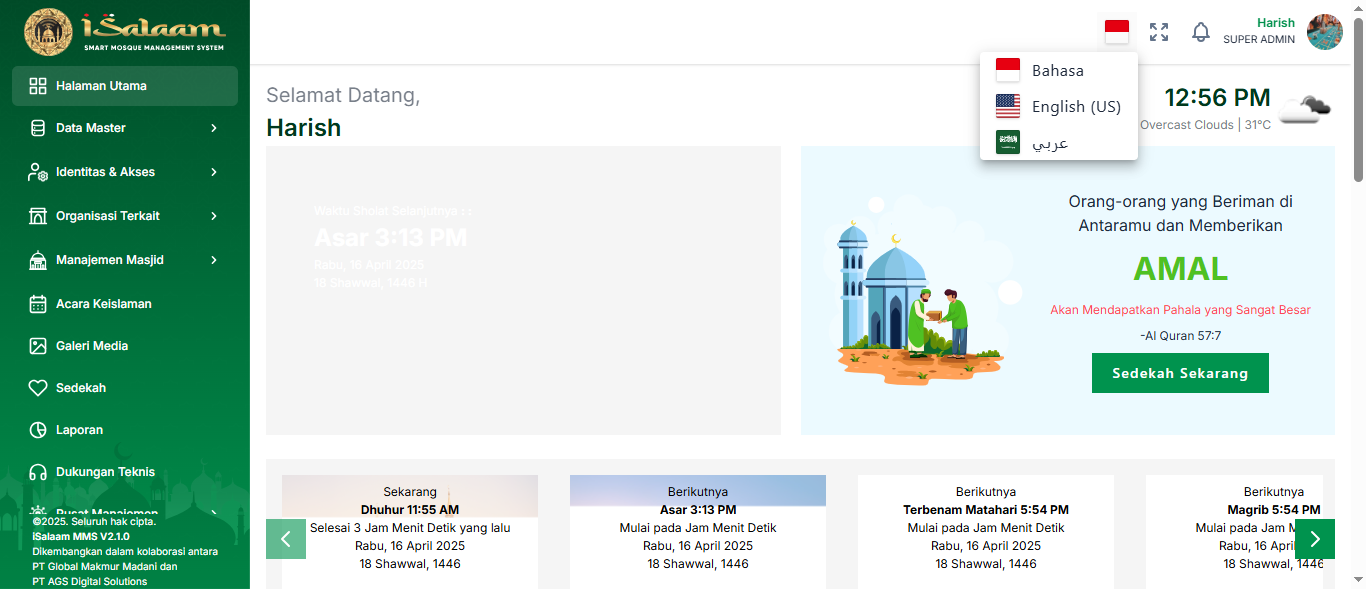 iSalaam
SMART MOSQUE MANAGEMENT SYSTEM
Halaman Utama
Data Master
Identitas & Akses
Organisasi Terkait
Manajemen Masjid
Acara Keislaman
Galeri Media
Sedekah
Laporan
Dukungan Teknis
Pusat Manajemen
©2025. Seluruh hak cipta.
iSalaam MMS V2.1.0
Dikembangkan dalam kolaborasi antara
PT Global Makmur Madani dan
PT AGS Digital Solutions
Harish
SUPER ADMIN
Bahasa
English (US)
عربي
Selamat Datang,
Harish
12:56 PM
Overcast Clouds | 31°C
Waktu Sholat Selanjutnya : :
Asar 3:13 PM
Rabu, 16 April 2025
18 Shawwal, 1446 H
Orang-orang yang Beriman di
Antaramu dan Memberikan
AMAL
Akan Mendapatkan Pahala yang Sangat Besar
-Al Quran 57:7
Sedekah Sekarang
Sekarang
Dhuhur 11:55 AM
Selesai 3 Jam Menit Detik yang lalu
Rabu, 16 April 2025
18 Shawwal, 1446
Berikutnya
Asar 3:13 PM
Mulai pada Jam Menit Detik
Rabu, 16 April 2025
18 Shawwal, 1446
Berikutnya
Terbenam Matahari 5:54 PM
Mulai pada Jam Menit Detik
Rabu, 16 April 2025
18 Shawwal, 1446
Berikutnya
Magrib 5:54 PM
Mulai pada Jam
Rabu, 16
18 Shawwal, 1446